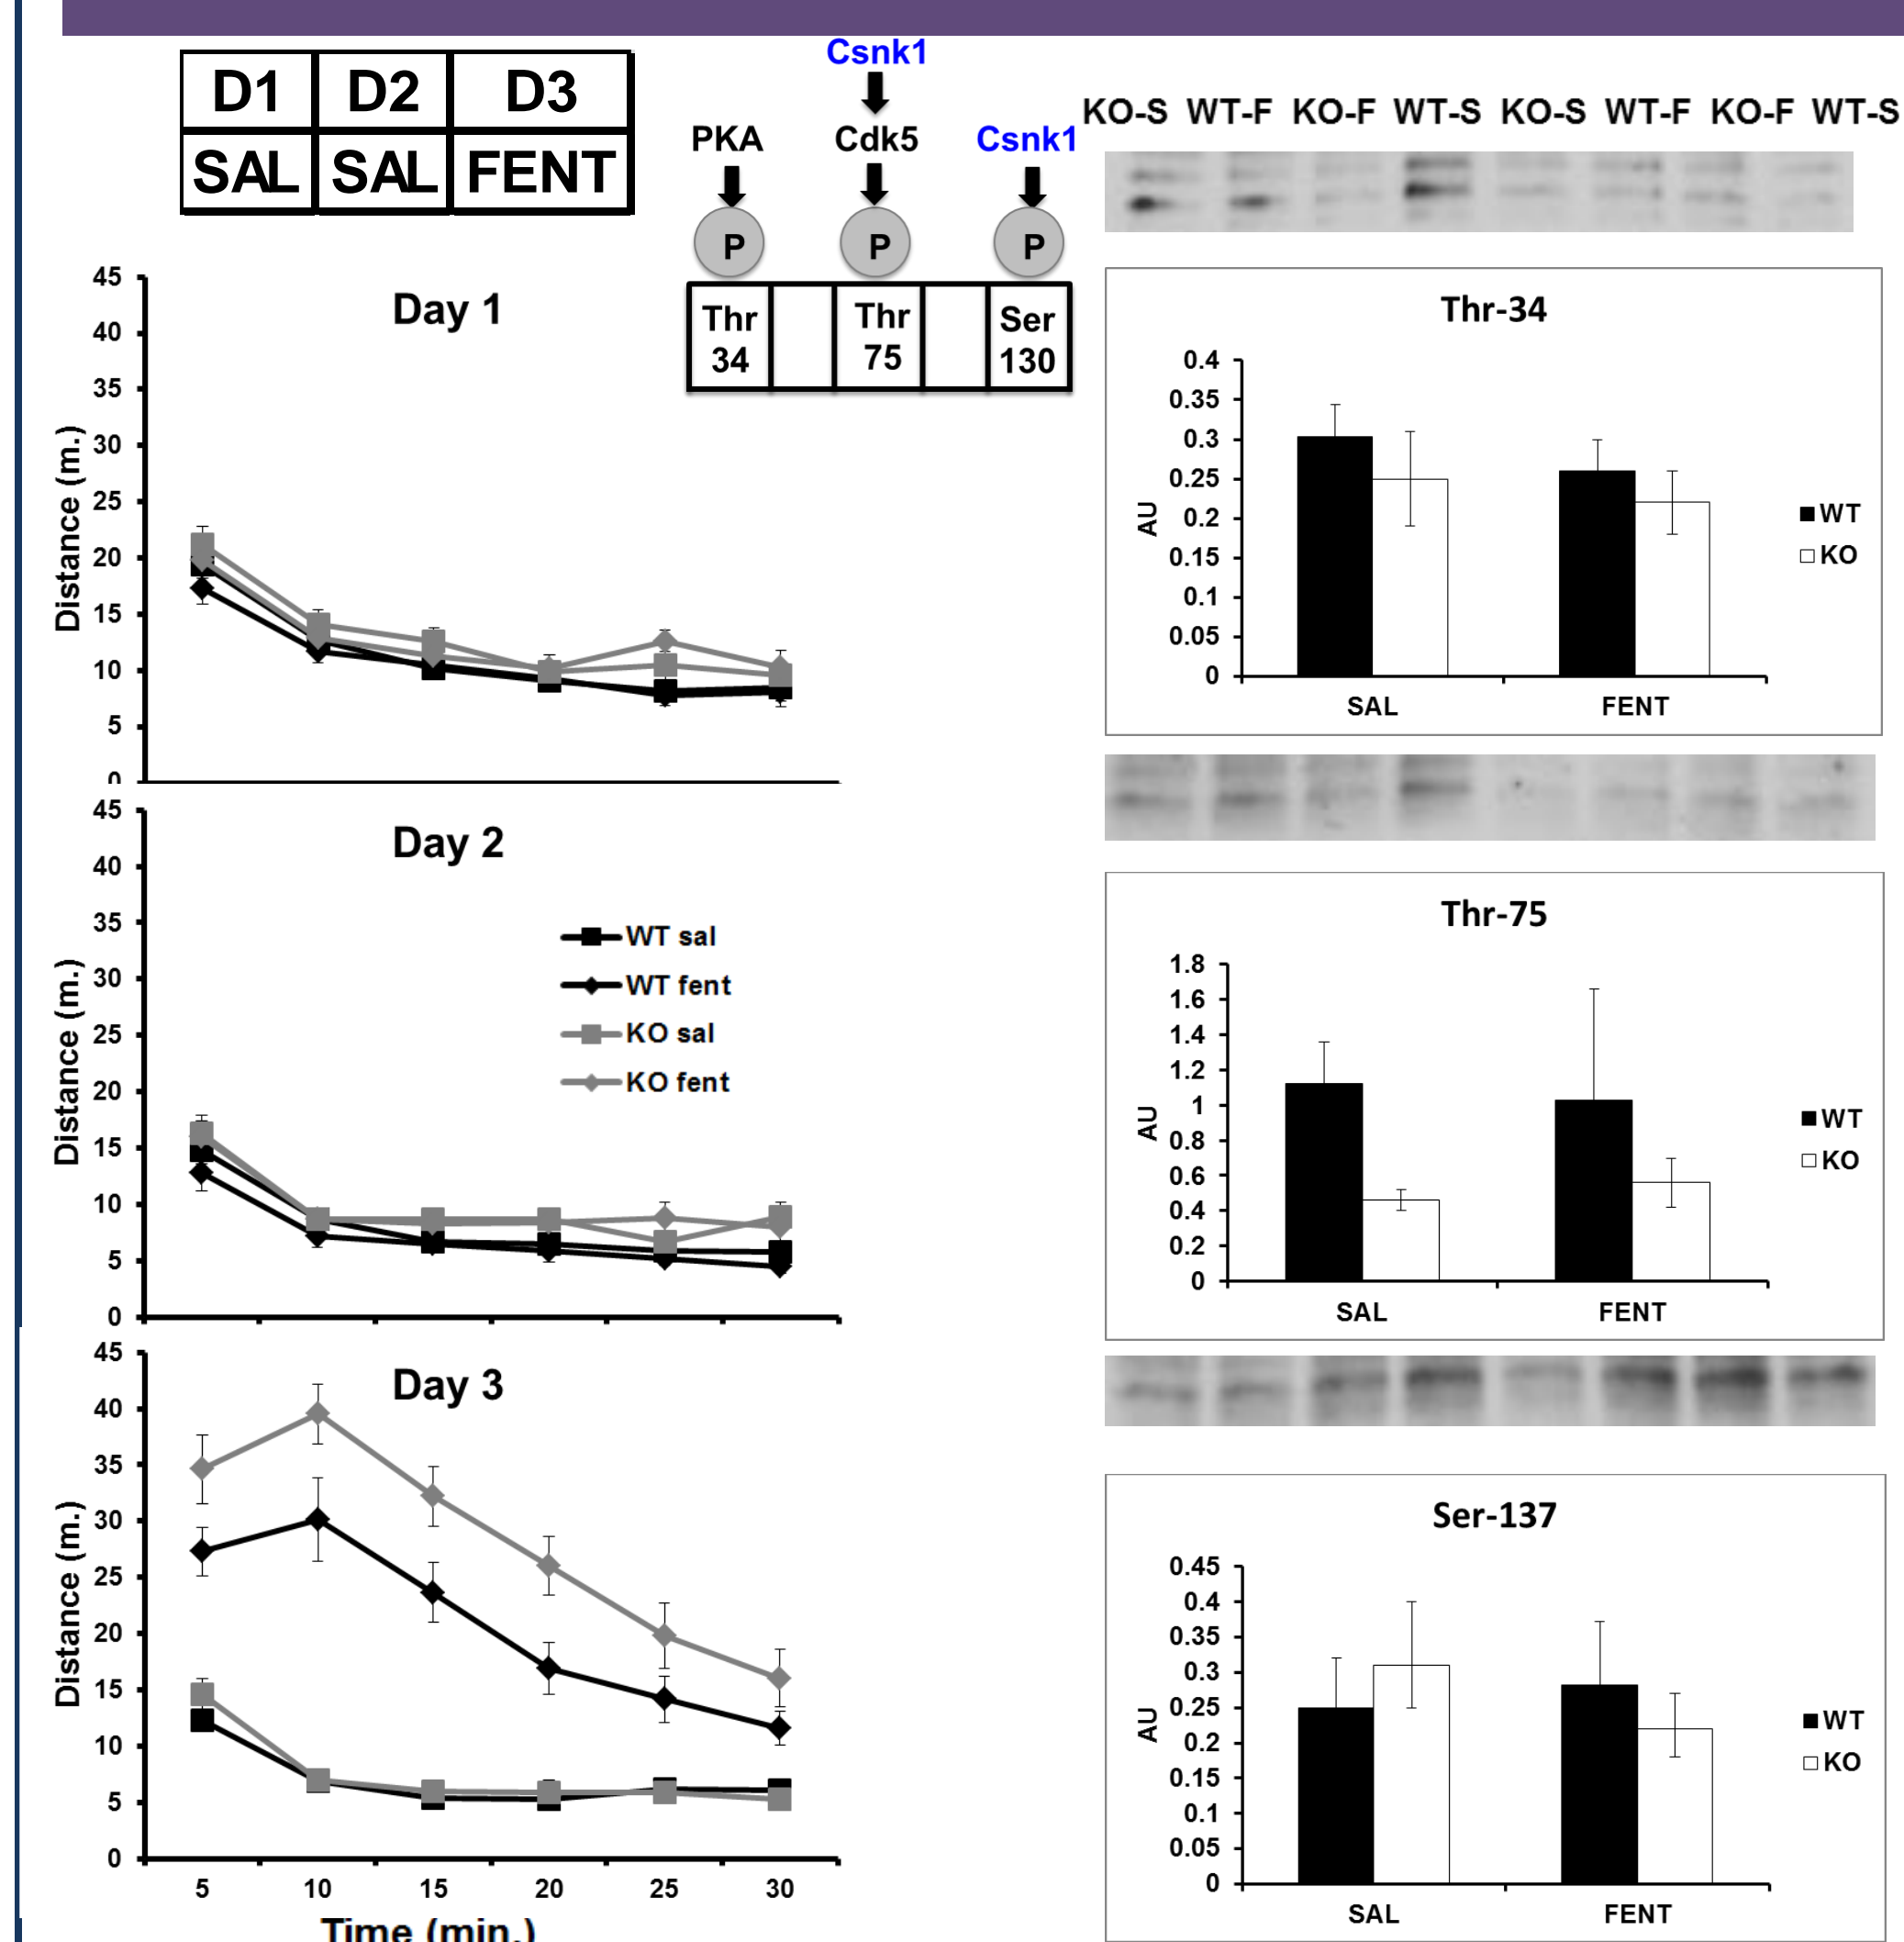 D1 D2 D3
SAL SAL FENT
Csnk1
PKA Cdk5 Csnk1
P P P
Thr 34
Thr 75
Ser 130
Day 1
Distance (m.)
45
40
35
30
25
20
15
10
5
0
Day 2
Distance (m.)
45
40
35
30
25
20
15
10
5
0
WT sal
WT fent
KO sal
KO fent
Day 3
Distance (m.)
45
40
35
30
25
20
15
10
5
0
5 10 15 20 25 30
Time (min.)
KO-S WT-F KO-F WT-S KO-S WT-F KO-F WT-S
Thr-34
AU
0.4
0.35
0.3
0.25
0.2
0.15
0.1
0.05
0
SAL FENT
WT
KO
Thr-75
AU
1.8
1.6
1.4
1.2
1
0.8
0.6
0.4
0.2
0
SAL FENT
WT
KO
Ser-137
AU
0.45
0.4
0.35
0.3
0.25
0.2
0.15
0.1
0.05
0
SAL FENT
WT
KO